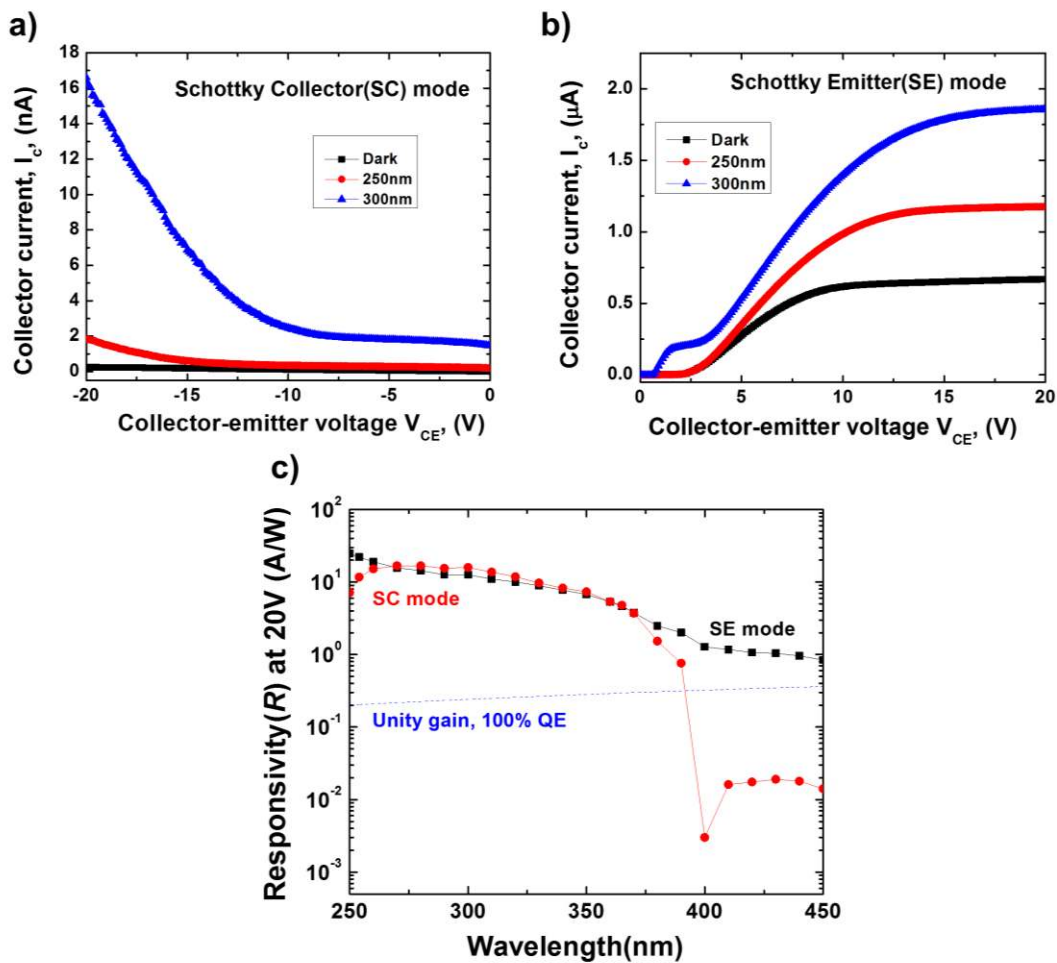 a)
Collector current, I_c, (nA)
18
16
14
12
10
8
6
4
2
0
Schottky Collector(SC) mode
Dark
250nm
300nm
-20 -15 -10 -5 0
Collector-emitter voltage V_CE, (V)
b)
Collector current, I_c, (μA)
2.0
1.5
1.0
0.5
0.0
Schottky Emitter(SE) mode
Dark
250nm
300nm
0 5 10 15 20
Collector-emitter voltage V_CE, (V)
c)
Responsivity(R) at 20V (A/W)
10^2
10^1
10^0
10^-1
10^-2
10^-3
SC mode
SE mode
Unity gain, 100% QE
250 300 350 400 450
Wavelength(nm)